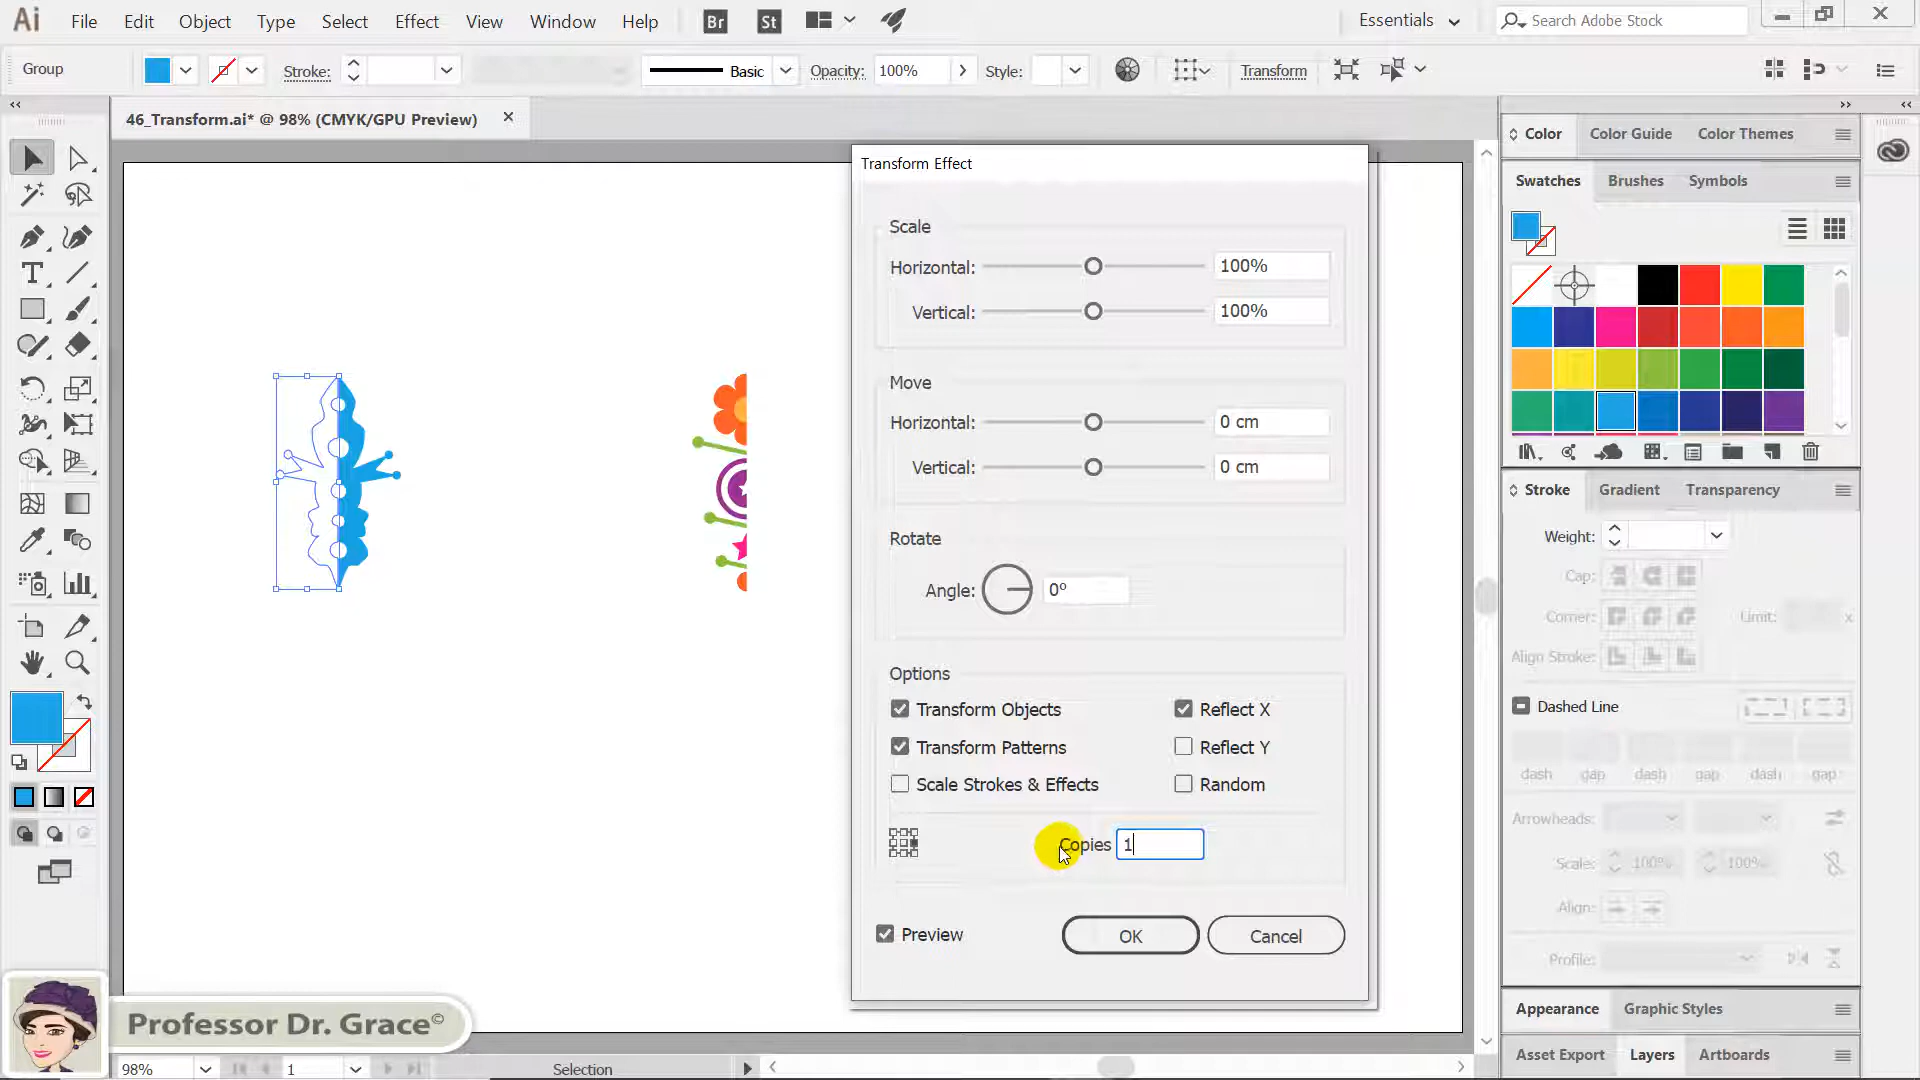 Ai File Edit Object Type Select Effect View Window Help Br St Essentials Search Adobe Stock
Group Stroke: Basic Opacity: 100% Style: Transform
46_Transform.ai* @ 98% (CMYK/GPU Preview)
Transform Effect
Scale
Horizontal: 100%
Vertical: 100%
Move
Horizontal: 0 cm
Vertical: 0 cm
Rotate
Angle: 0º
Options
Transform Objects Reflect X
Transform Patterns Reflect Y
Scale Strokes & Effects Random
Copies 1
Preview OK Cancel
Color Color Guide Color Themes
Swatches Brushes Symbols
Stroke Gradient Transparency
Weight:
Cap:
Corner: Limit: x
Align Stroke:
Dashed Line
dash gap dash gap dash gap
Arrowheads:
Scale: 100% 100%
Align:
Profile:
Appearance Graphic Styles
Asset Export Layers Artboards
Professor Dr. Grace©
98% 1 Selection